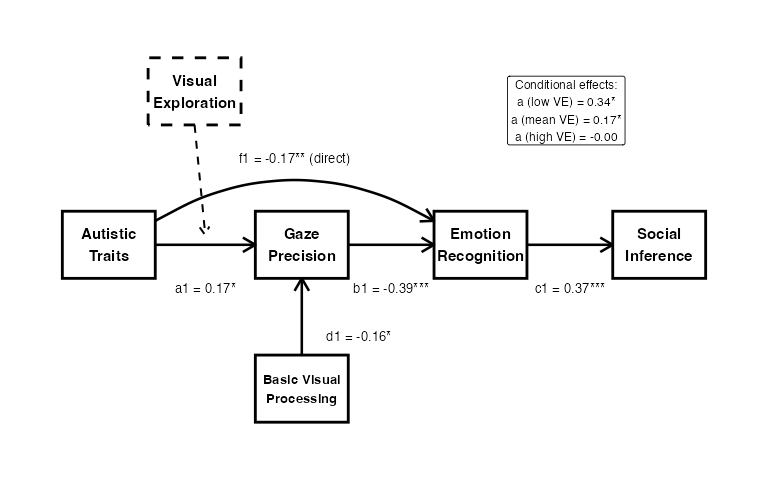 Visual
Exploration
Conditional effects:
a (low VE) = 0.34*
a (mean VE) = 0.17*
a (high VE) = -0.00
f1 = -0.17** (direct)
Autistic
Traits
Gaze
Precision
Emotion
Recognition
Social
Inference
a1 = 0.17*
b1 = -0.39***
c1 = 0.37***
d1 = -0.16*
Basic Visual
Processing